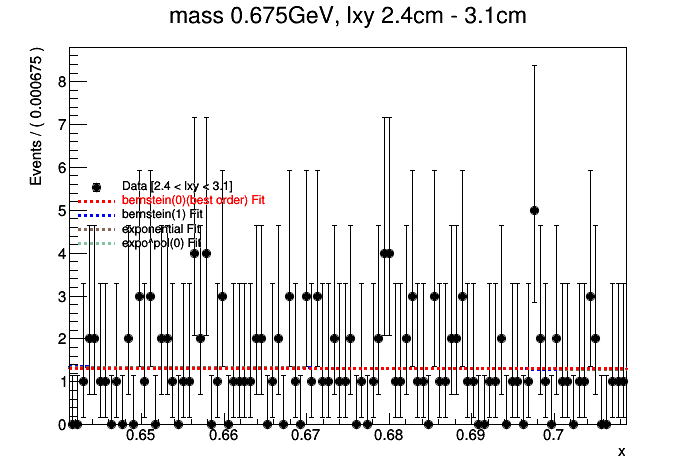 mass 0.675GeV, lxy 2.4cm - 3.1cm
Events / ( 0.000675 )
8
7
6
5
4
3
2
1
0
Data [2.4 < lxy < 3.1]
bernstein(0)(best order) Fit
bernstein(1) Fit
exponential Fit
expo*pol(0) Fit
0.65 0.66 0.67 0.68 0.69 0.7
x